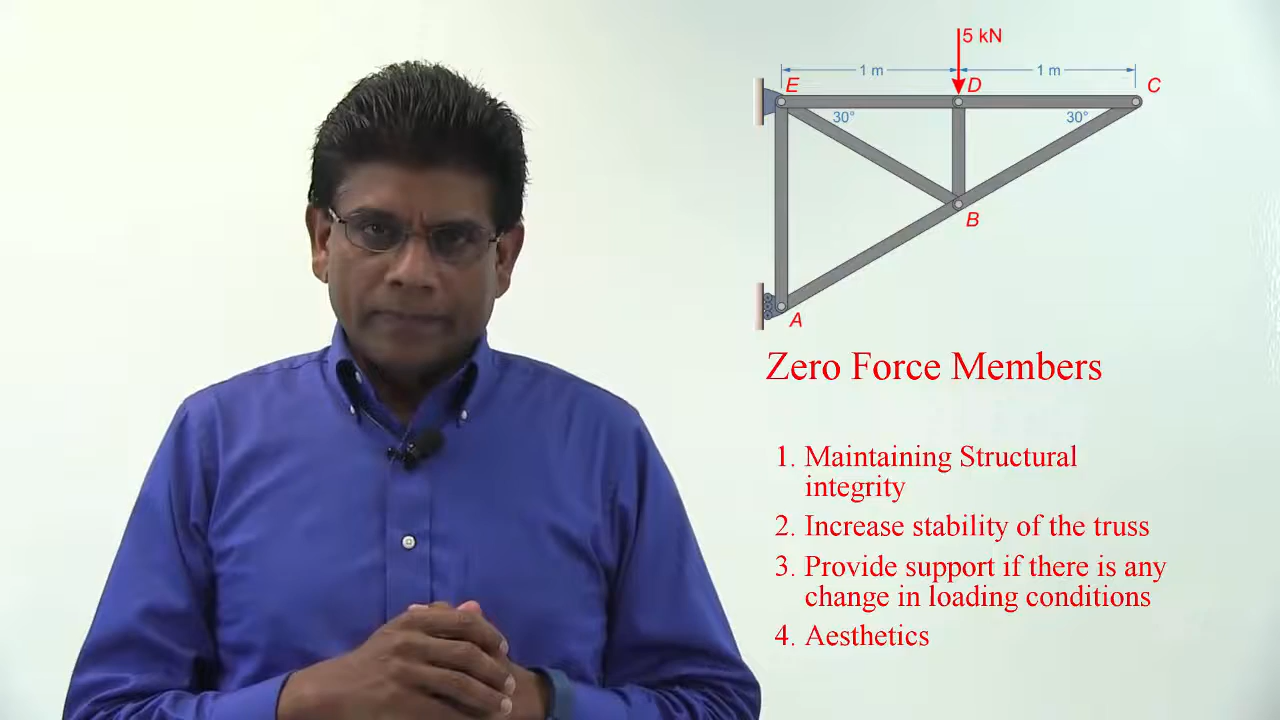 5 kN
1 m
1 m
E
D
C
30°
30°
B
A
Zero Force Members
1. Maintaining Structural
integrity
2. Increase stability of the truss
3. Provide support if there is any
change in loading conditions
4. Aesthetics